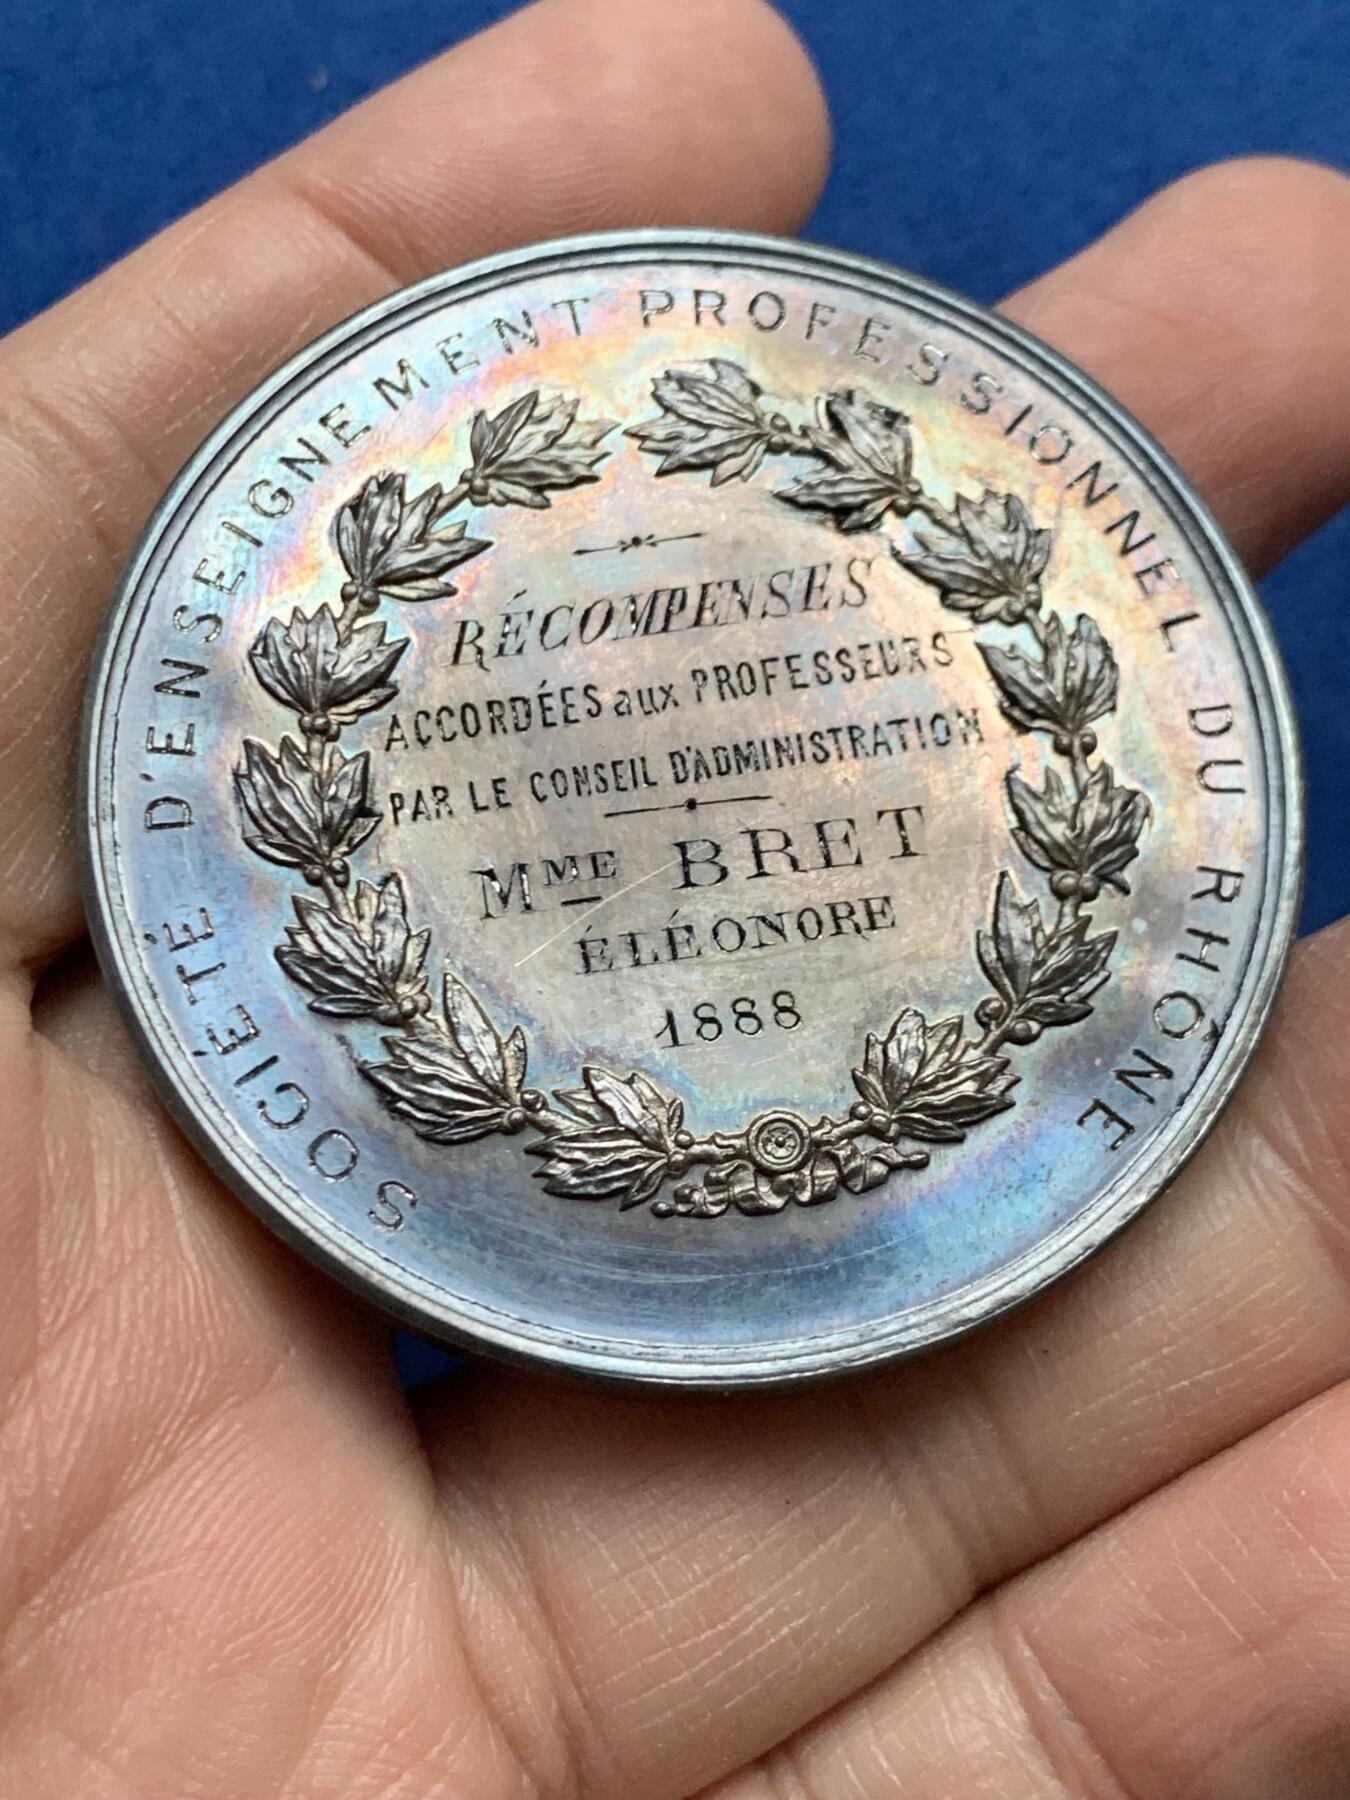 SOCIÉTÉ D'ENSEIGNEMENT PROFESSIONNEL DU RHÔNE
RÉCOMPENSES
ACCORDÉES aux PROFESSEURS
PAR LE CONSEIL D'ADMINISTRATION
MME BRET
ÉLÉONORE
1888